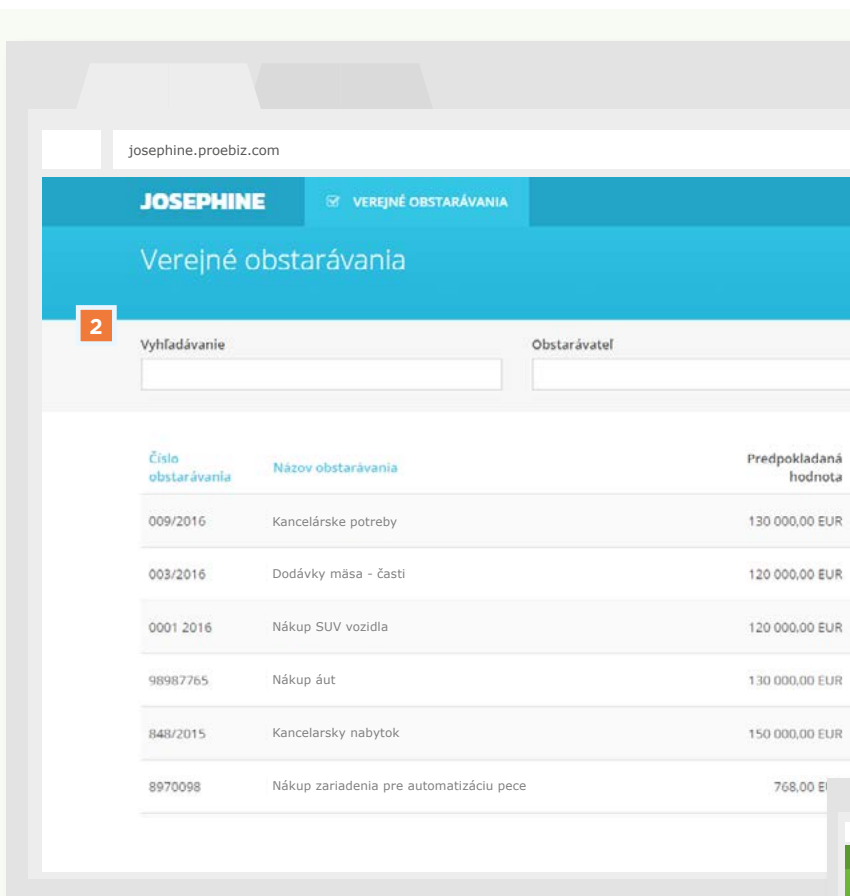 josephine.proebiz.com
JOSEPHINE VEREJNÉ OBSTARÁVANIA
Verejné obstarávania
2
Vyhľadávanie Obstarávateľ
Číslo obstarávania Názov obstarávania Predpokladaná hodnota
009/2016 Kancelárske potreby 130 000,00 EUR
003/2016 Dodávky mäsa - časti 120 000,00 EUR
0001 2016 Nákup SUV vozidla 120 000,00 EUR
98987765 Nákup áut 130 000,00 EUR
848/2015 Kancelarsky nabytok 150 000,00 EUR
8970098 Nákup zariadenia pre automatizáciu pece 768,00